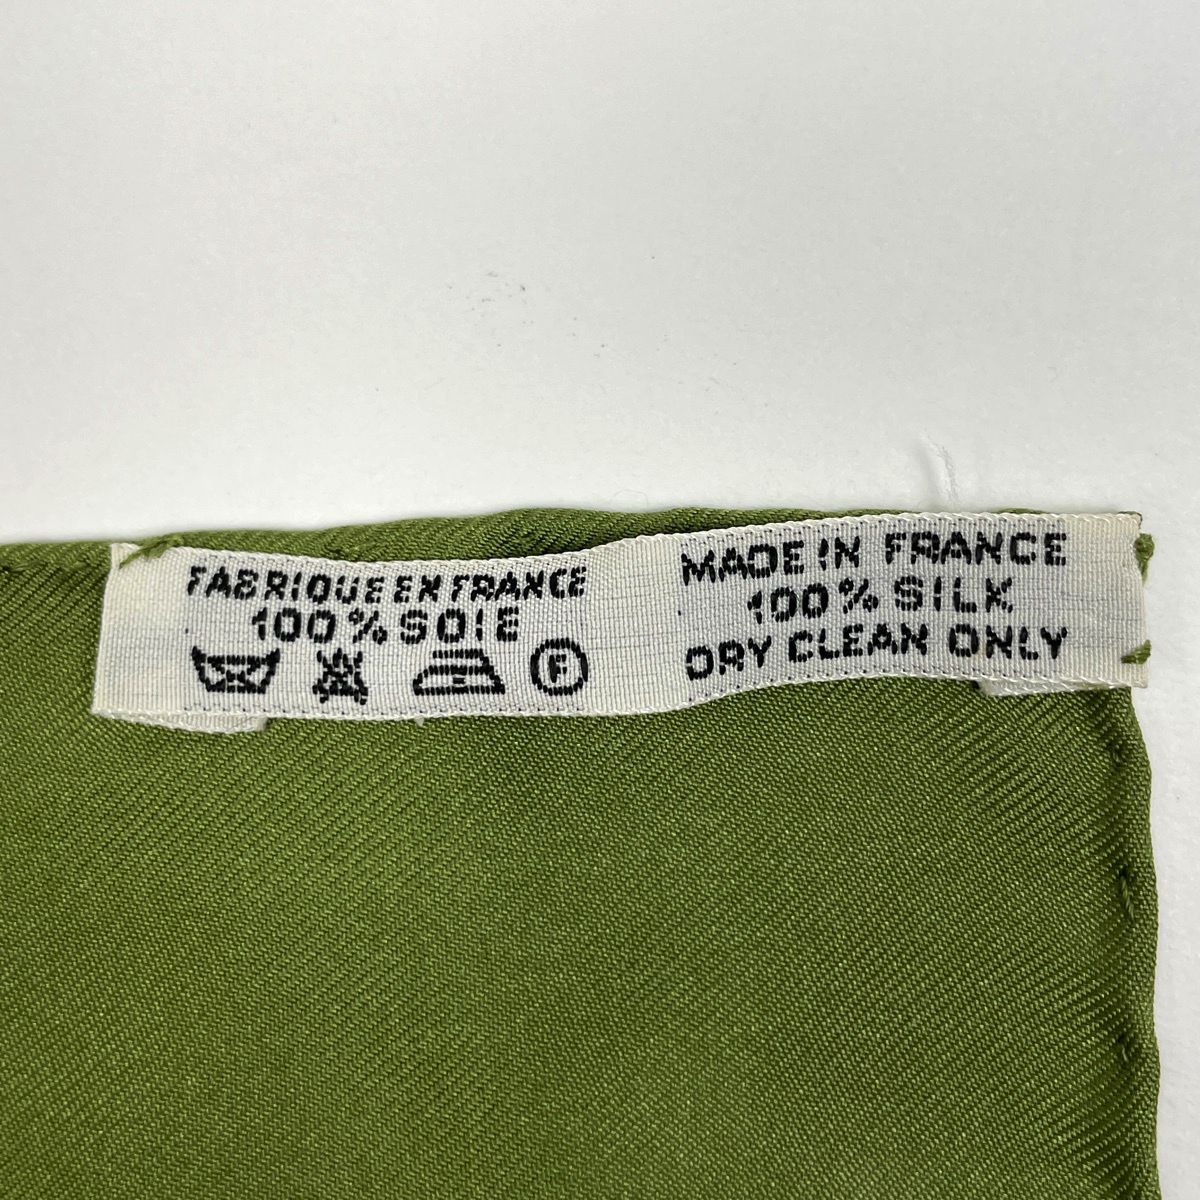 FABRIQUE EN FRANCE
100% SOIE
F
MADE IN FRANCE
100% SILK
DRY CLEAN ONLY